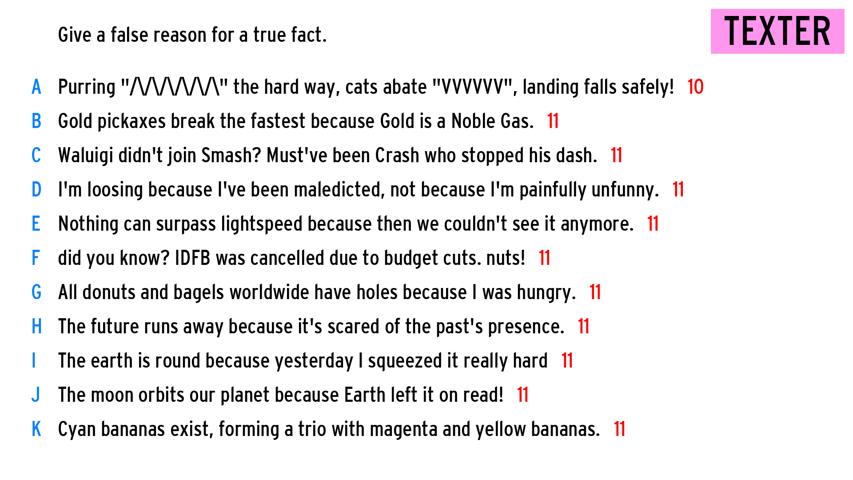 Give a false reason for a true fact.
TEXTER
A Purring "/\/\/\/\/\/\/\" the hard way, cats abate "VVVVVV", landing falls safely! 10
B Gold pickaxes break the fastest because Gold is a Noble Gas. 11
C Waluigi didn't join Smash? Must've been Crash who stopped his dash. 11
D I'm loosing because I've been maledicted, not because I'm painfully unfunny. 11
E Nothing can surpass lightspeed because then we couldn't see it anymore. 11
F did you know? IDFB was cancelled due to budget cuts. nuts! 11
G All donuts and bagels worldwide have holes because I was hungry. 11
H The future runs away because it's scared of the past's presence. 11
I The earth is round because yesterday I squeezed it really hard 11
J The moon orbits our planet because Earth left it on read! 11
K Cyan bananas exist, forming a trio with magenta and yellow bananas. 11